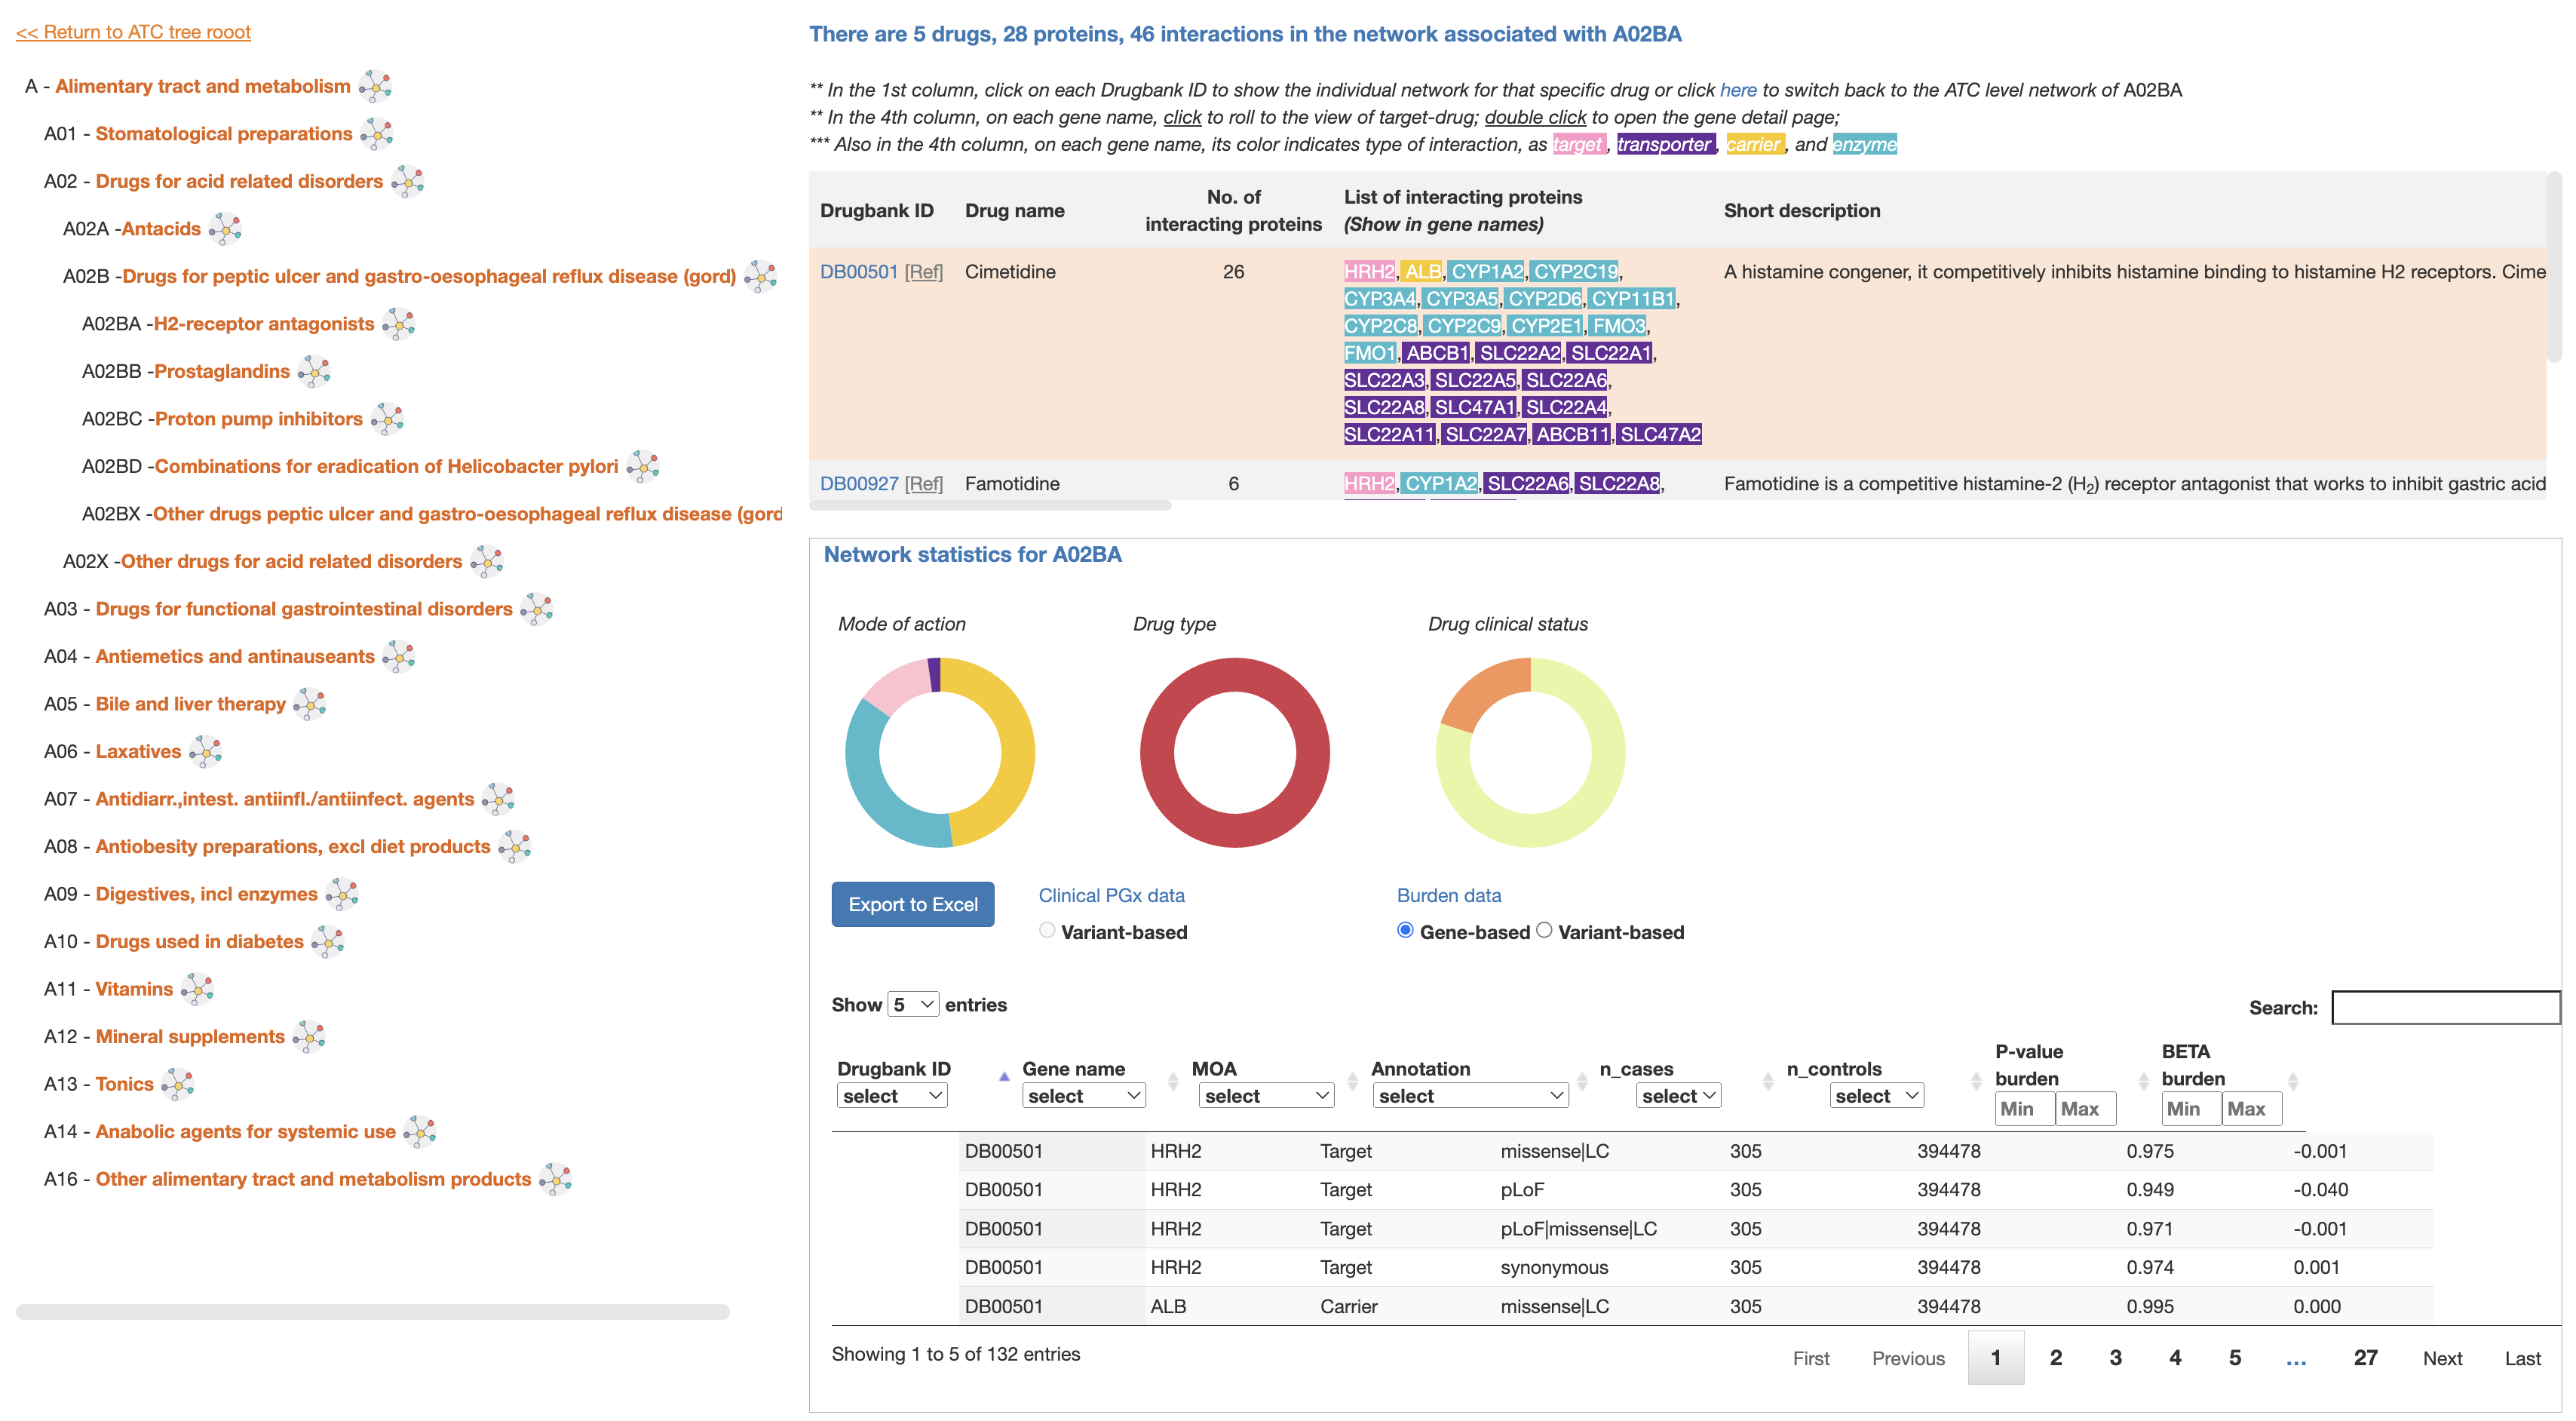 << Return to ATC tree rooot
A - Alimentary tract and metabolism
A01 - Stomatological preparations
A02 - Drugs for acid related disorders
A02A -Antacids
A02B -Drugs for peptic ulcer and gastro-oesophageal reflux disease (gord)
A02BA -H2-receptor antagonists
A02BB -Prostaglandins
A02BC -Proton pump inhibitors
A02BD -Combinations for eradication of Helicobacter pylori
A02BX -Other drugs peptic ulcer and gastro-oesophageal reflux disease (gord
A02X -Other drugs for acid related disorders
A03 - Drugs for functional gastrointestinal disorders
A04 - Antiemetics and antinauseants
A05 - Bile and liver therapy
A06 - Laxatives
A07 - Antidiarr.,intest. antiinfl./antiinfect. agents
A08 - Antiobesity preparations, excl diet products
A09 - Digestives, incl enzymes
A10 - Drugs used in diabetes
A11 - Vitamins
A12 - Mineral supplements
A13 - Tonics
A14 - Anabolic agents for systemic use
A16 - Other alimentary tract and metabolism products
There are 5 drugs, 28 proteins, 46 interactions in the network associated with A02BA
** In the 1st column, click on each Drugbank ID to show the individual network for that specific drug or click here to switch back to the ATC level network of A02BA
** In the 4th column, on each gene name, click to roll to the view of target-drug; double click to open the gene detail page;
*** Also in the 4th column, on each gene name, its color indicates type of interaction, as target , transporter , carrier , and enzyme
Drugbank ID Drug name No. of interacting proteins List of interacting proteins (Show in gene names) Short description
DB00501 [Ref] Cimetidine 26 HRH2, ALB, CYP1A2, CYP2C19, A histamine congener, it competitively inhibits histamine binding to histamine H2 receptors. Cime
CYP3A4, CYP3A5, CYP2D6, CYP11B1,
CYP2C8, CYP2C9, CYP2E1, FMO3,
FMO1, ABCB1, SLC22A2, SLC22A1,
SLC22A3, SLC22A5, SLC22A6,
SLC22A8, SLC47A1, SLC22A4,
SLC22A11, SLC22A7, ABCB11, SLC47A2
DB00927 [Ref] Famotidine 6 HRH2, CYP1A2, SLC22A6, SLC22A8, Famotidine is a competitive histamine-2 (H2) receptor antagonist that works to inhibit gastric acid
Network statistics for A02BA
Mode of action Drug type Drug clinical status
Export to Excel Clinical PGx data Burden data
Variant-based Gene-based Variant-based
Show 5 entries Search:
Drugbank ID Gene name MOA Annotation n_cases n_controls P-value burden BETA burden
select select select select select select Min Max Min Max
DB00501 HRH2 Target missense|LC 305 394478 0.975 -0.001
DB00501 HRH2 Target pLoF 305 394478 0.949 -0.040
DB00501 HRH2 Target pLoF|missense|LC 305 394478 0.971 -0.001
DB00501 HRH2 Target synonymous 305 394478 0.974 0.001
DB00501 ALB Carrier missense|LC 305 394478 0.995 0.000
Showing 1 to 5 of 132 entries First Previous 1 2 3 4 5 ... 27 Next Last